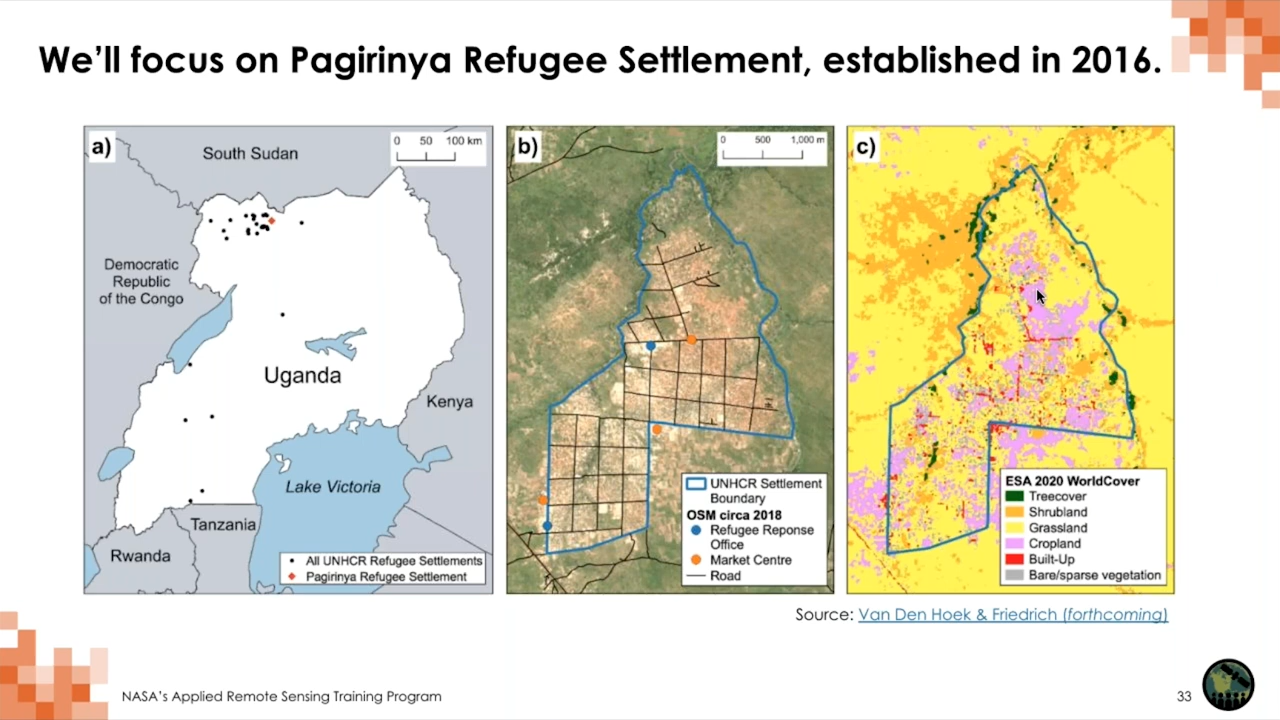 We'll focus on Pagirinya Refugee Settlement, established in 2016.
a)
0 50 100 km
South Sudan
Democratic
Republic
of the Congo
Uganda
Kenya
Lake Victoria
Tanzania
Rwanda
All UNHCR Refugee Settlements
Pagirinya Refugee Settlement
b)
0 500 1,000 m
UNHCR Settlement
Boundary
OSM circa 2018
Refugee Reponse
Office
Market Centre
Road
c)
ESA 2020 WorldCover
Treecover
Shrubland
Grassland
Cropland
Built-Up
Bare/sparse vegetation
Source: Van Den Hoek & Friedrich (forthcoming)
NASA's Applied Remote Sensing Training Program
33